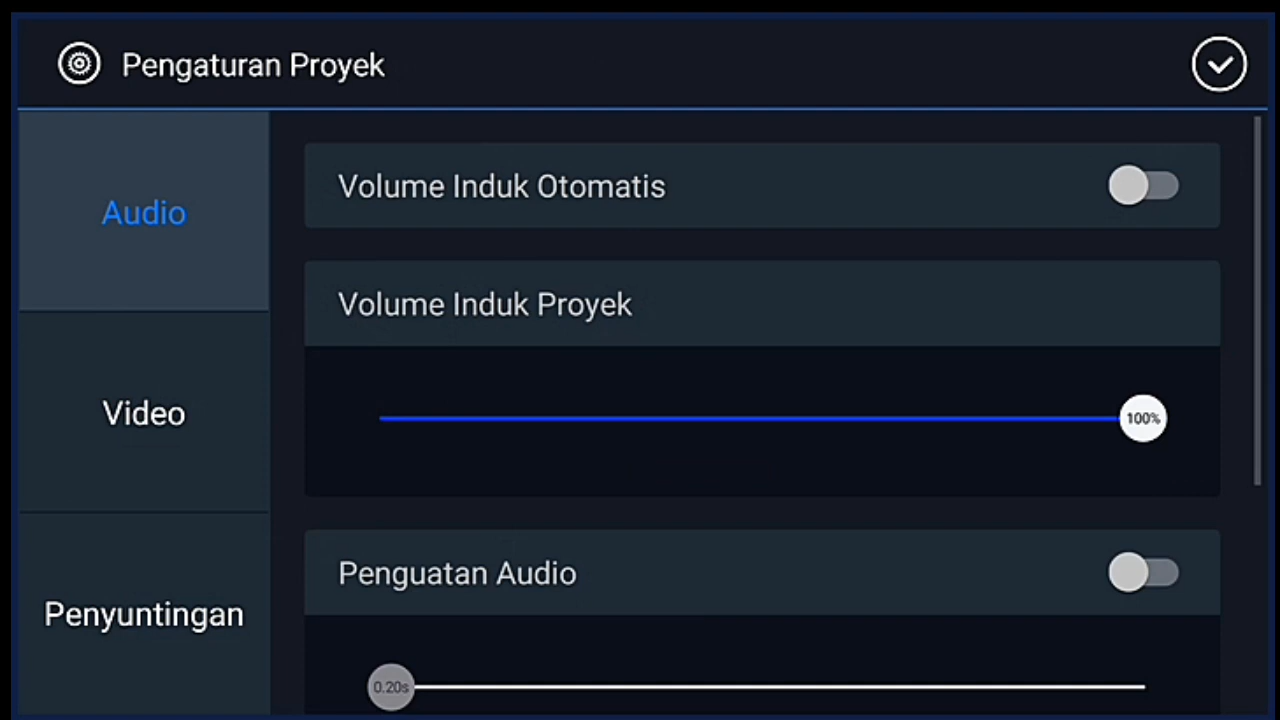 Pengaturan Proyek
Audio
Video
Penyuntingan
Volume Induk Otomatis
Volume Induk Proyek
100%
Penguatan Audio
0.20s